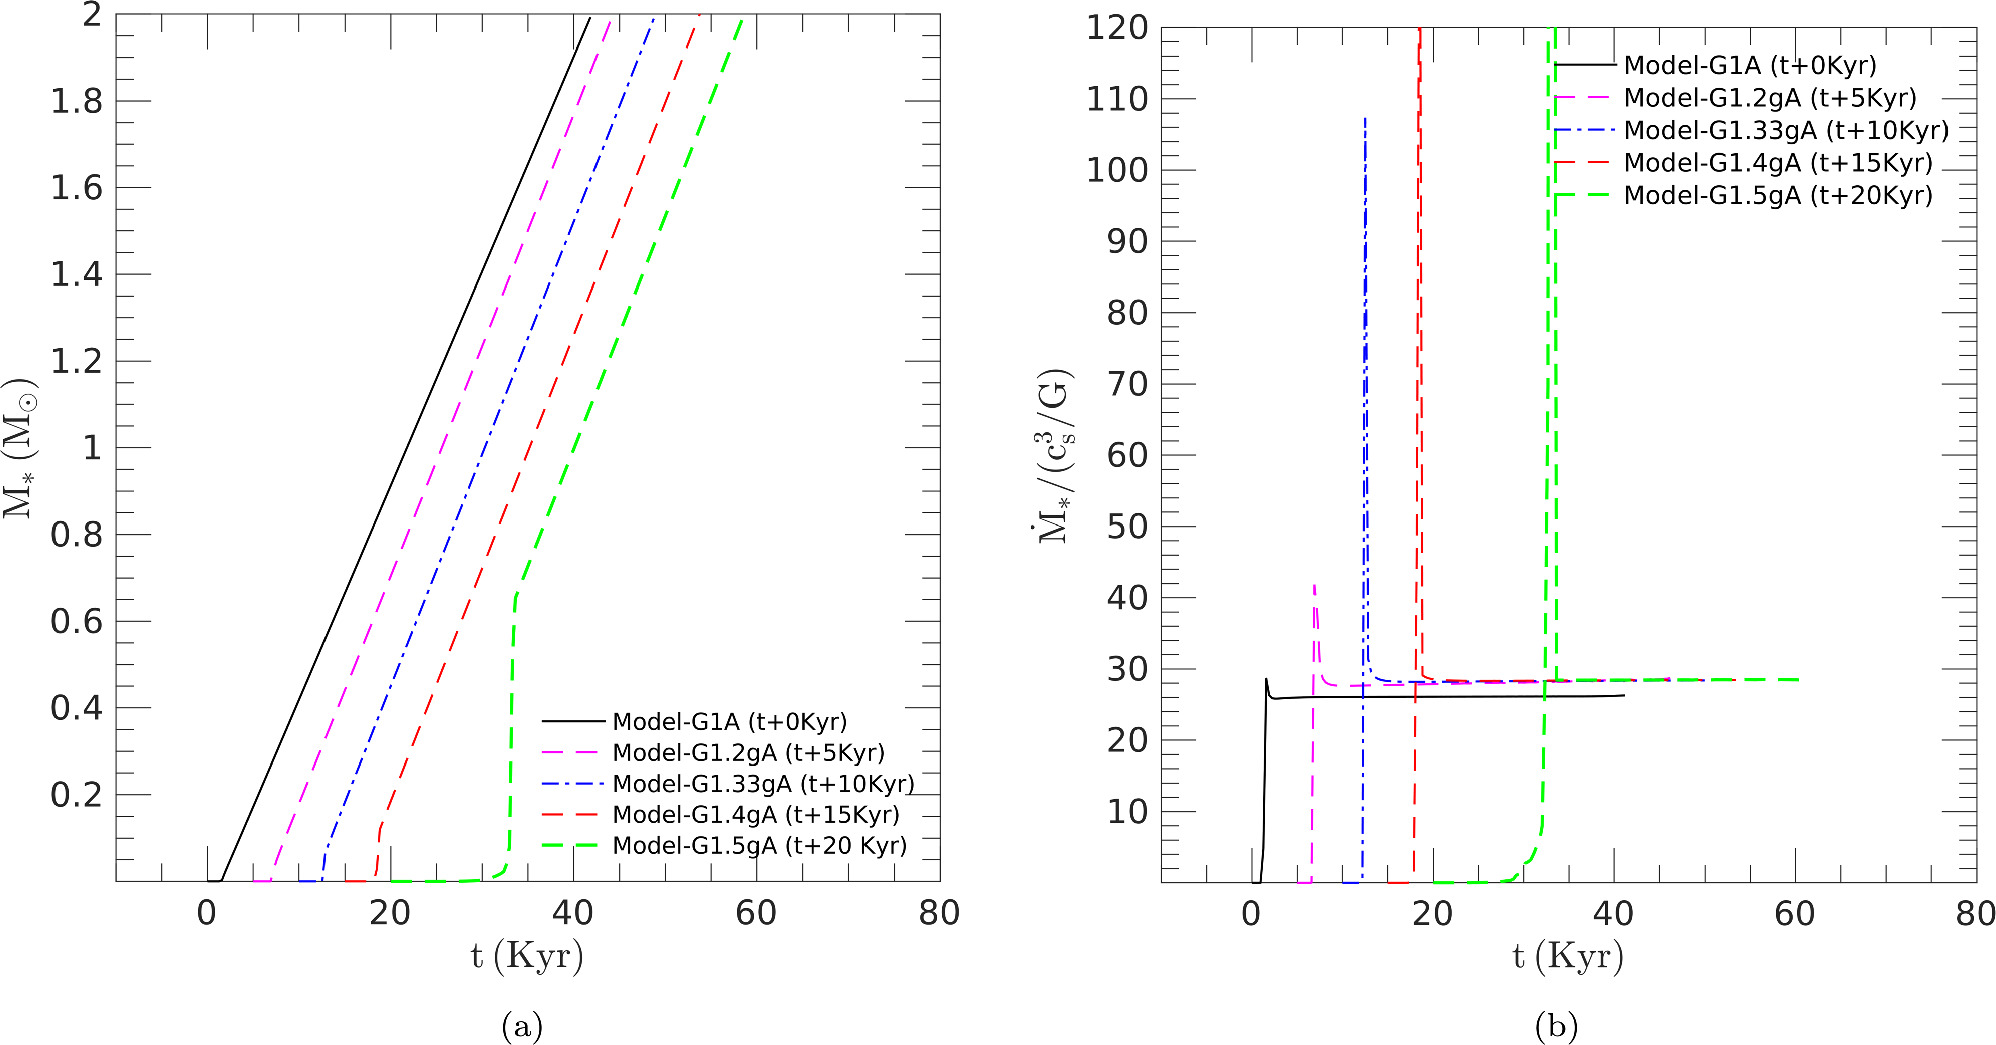 2
1.8
1.6
1.4
1.2
1
0.8
0.6
0.4
0.2
M* (M⊙)
Model-G1A (t+0Kyr)
Model-G1.2gA (t+5Kyr)
Model-G1.33gA (t+10Kyr)
Model-G1.4gA (t+15Kyr)
Model-G1.5gA (t+20 Kyr)
0 20 40 60 80
t (Kyr)
(a)
120
110
100
90
80
70
60
50
40
30
20
10
Ṁ*/(c_s^3/G)
Model-G1A (t+0Kyr)
Model-G1.2gA (t+5Kyr)
Model-G1.33gA (t+10Kyr)
Model-G1.4gA (t+15Kyr)
Model-G1.5gA (t+20Kyr)
0 20 40 60 80
t (Kyr)
(b)